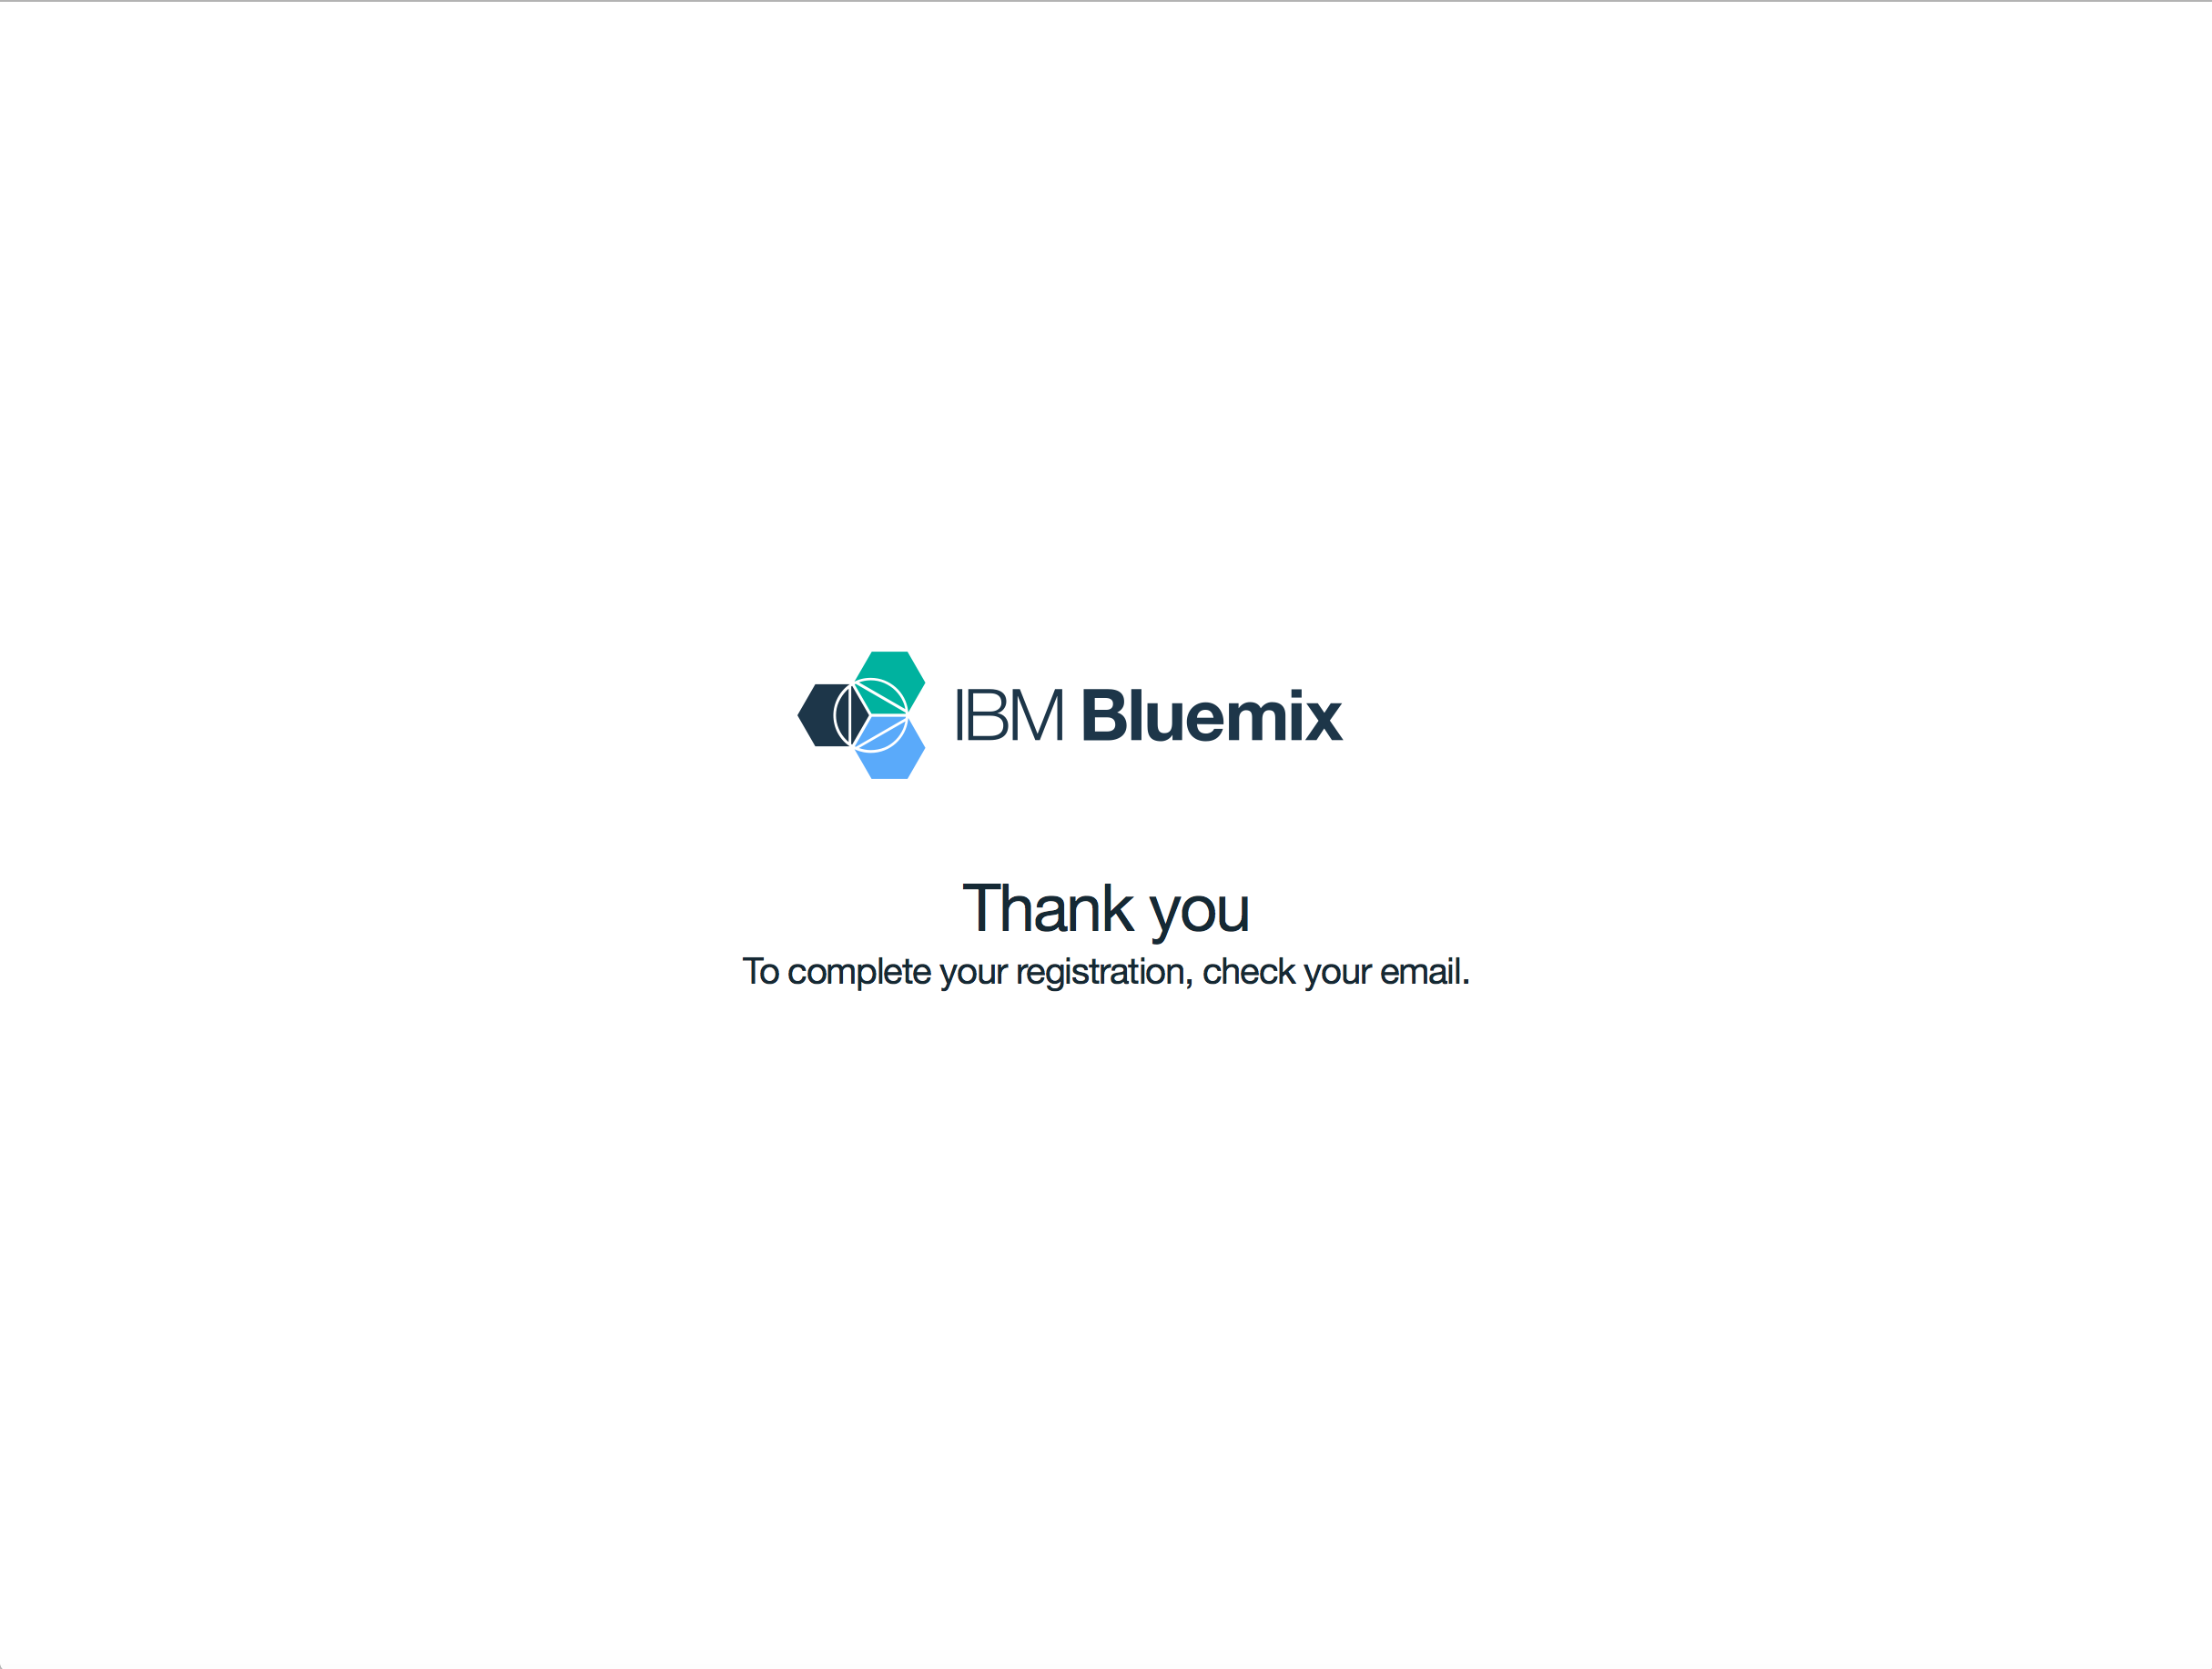 IBM Bluemix
Thank you
To complete your registration, check your email.